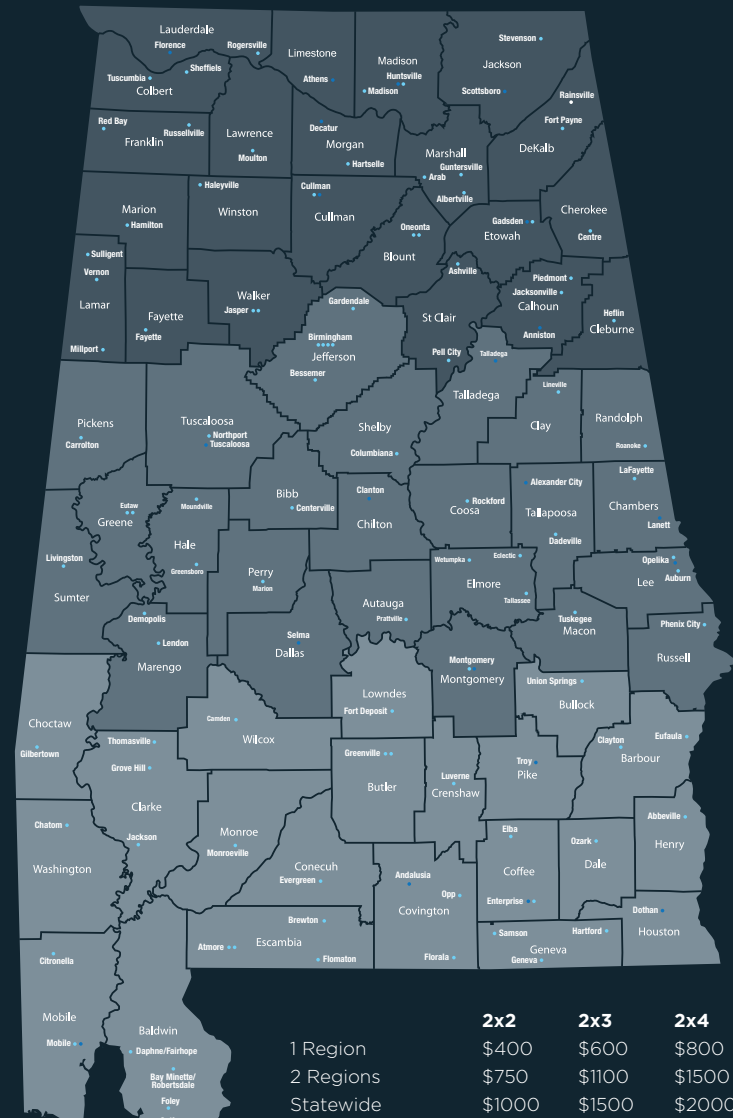 Lauderdale
Florence
Rogersville
Limestone
Athens
Madison
Huntsville
Madison
Stevenson
Jackson
Scottsboro
Sheffiels
Tuscumbia
Colbert
Rainsville
Fort Payne
DeKalb
Red Bay
Franklin
Russellville
Lawrence
Moulton
Decatur
Morgan
Hartselle
Marshall
Guntersville
Arab
Albertville
Marion
Hamilton
Haleyville
Winston
Cullman
Cullman
Oneonta
Blount
Gadsden
Etowah
Cherokee
Centre
Sulligent
Vernon
Lamar
Millport
Fayette
Fayette
Walker
Jasper
Gardendale
Birmingham
Jefferson
Bessemer
Ashville
St Clair
Pell City
Piedmont
Jacksonville
Calhoun
Anniston
Heflin
Cleburne
Talladega
Talladega
Lineville
Clay
Randolph
Roanoke
Pickens
Carrolton
Tuscaloosa
Northport
Tuscaloosa
Shelby
Columbiana
Bibb
Centerville
Clanton
Chilton
Rockford
Coosa
Alexander City
Tallapoosa
Dadeville
LaFayette
Chambers
Lanett
Eutaw
Greene
Moundville
Hale
Greensboro
Livingston
Sumter
Perry
Marion
Autauga
Prattville
Wetumpka
Eclectic
Elmore
Tallassee
Opelika
Lee
Auburn
Demopolis
Lendon
Marengo
Selma
Dallas
Tuskegee
Macon
Phenix City
Russell
Montgomery
Montgomery
Union Springs
Bullock
Lowndes
Fort Deposit
Choctaw
Gilbertown
Camden
Wilcox
Thomasville
Grove Hill
Clarke
Jackson
Greenville
Butler
Luverne
Crenshaw
Troy
Pike
Clayton
Eufaula
Barbour
Chatom
Washington
Monroe
Monroeville
Conecuh
Evergreen
Andalusia
Opp
Covington
Florala
Elba
Coffee
Enterprise
Ozark
Dale
Abbeville
Henry
Dothan
Houston
Brewton
Atmore
Escambia
Flomaton
Samson
Hartford
Geneva
Geneva
Citronella
Mobile
Mobile
Baldwin
Daphne/Fairhope
Bay Minette/
Robertsdale
Foley
2x2 2x3 2x4
1 Region $400 $600 $800
2 Regions $750 $1100 $1500
Statewide $1000 $1500 $2000